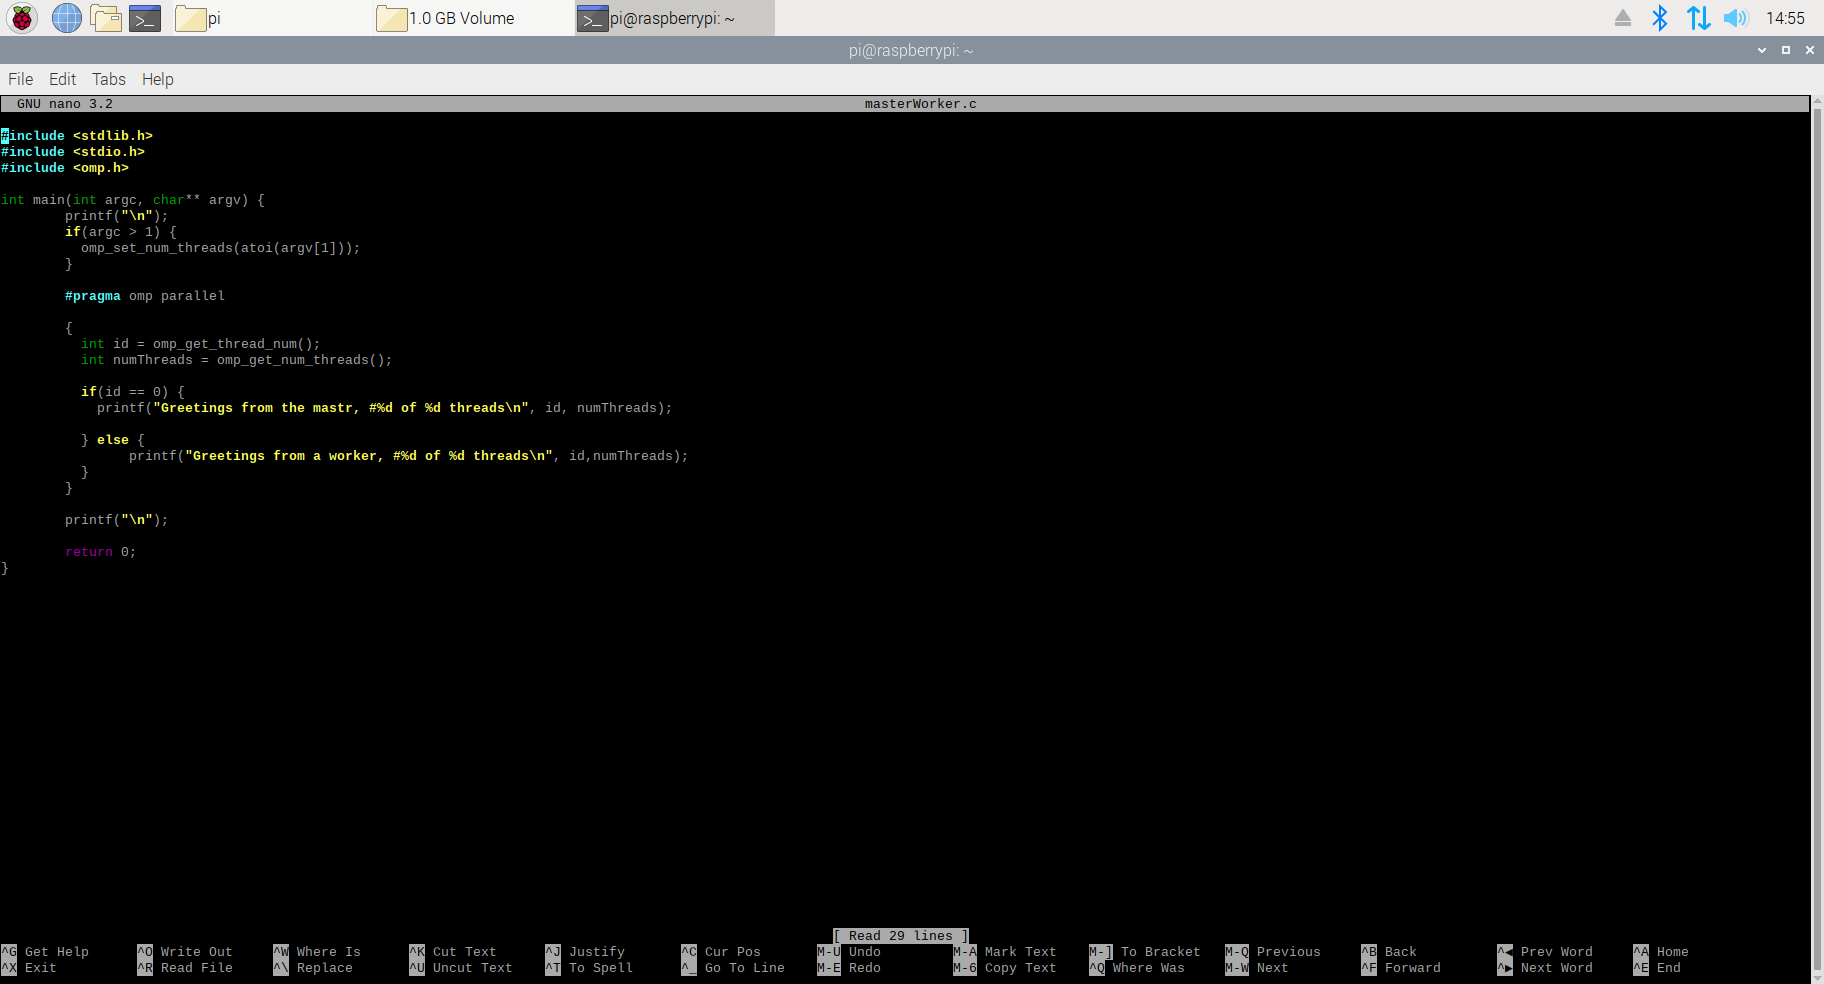 pi
1.0 GB Volume
pi@raspberrypi: ~
14:55
pi@raspberrypi: ~
File Edit Tabs Help
GNU nano 3.2 masterWorker.c
#include <stdlib.h>
#include <stdio.h>
#include <omp.h>
int main(int argc, char** argv) {
printf("\n");
if(argc > 1) {
omp_set_num_threads(atoi(argv[1]));
}
#pragma omp parallel
{
int id = omp_get_thread_num();
int numThreads = omp_get_num_threads();
if(id == 0) {
printf("Greetings from the mastr, #%d of %d threads\n", id, numThreads);
} else {
printf("Greetings from a worker, #%d of %d threads\n", id,numThreads);
}
}
printf("\n");
return 0;
}
[ Read 29 lines ]
^G Get Help ^O Write Out ^W Where Is ^K Cut Text ^J Justify ^C Cur Pos M-U Undo M-A Mark Text M-] To Bracket M-Q Previous ^B Back ^◀ Prev Word ^A Home
^X Exit ^R Read File ^\ Replace ^U Uncut Text ^T To Spell ^_ Go To Line M-E Redo M-6 Copy Text ^Q Where Was M-W Next ^F Forward ^▶ Next Word ^E End